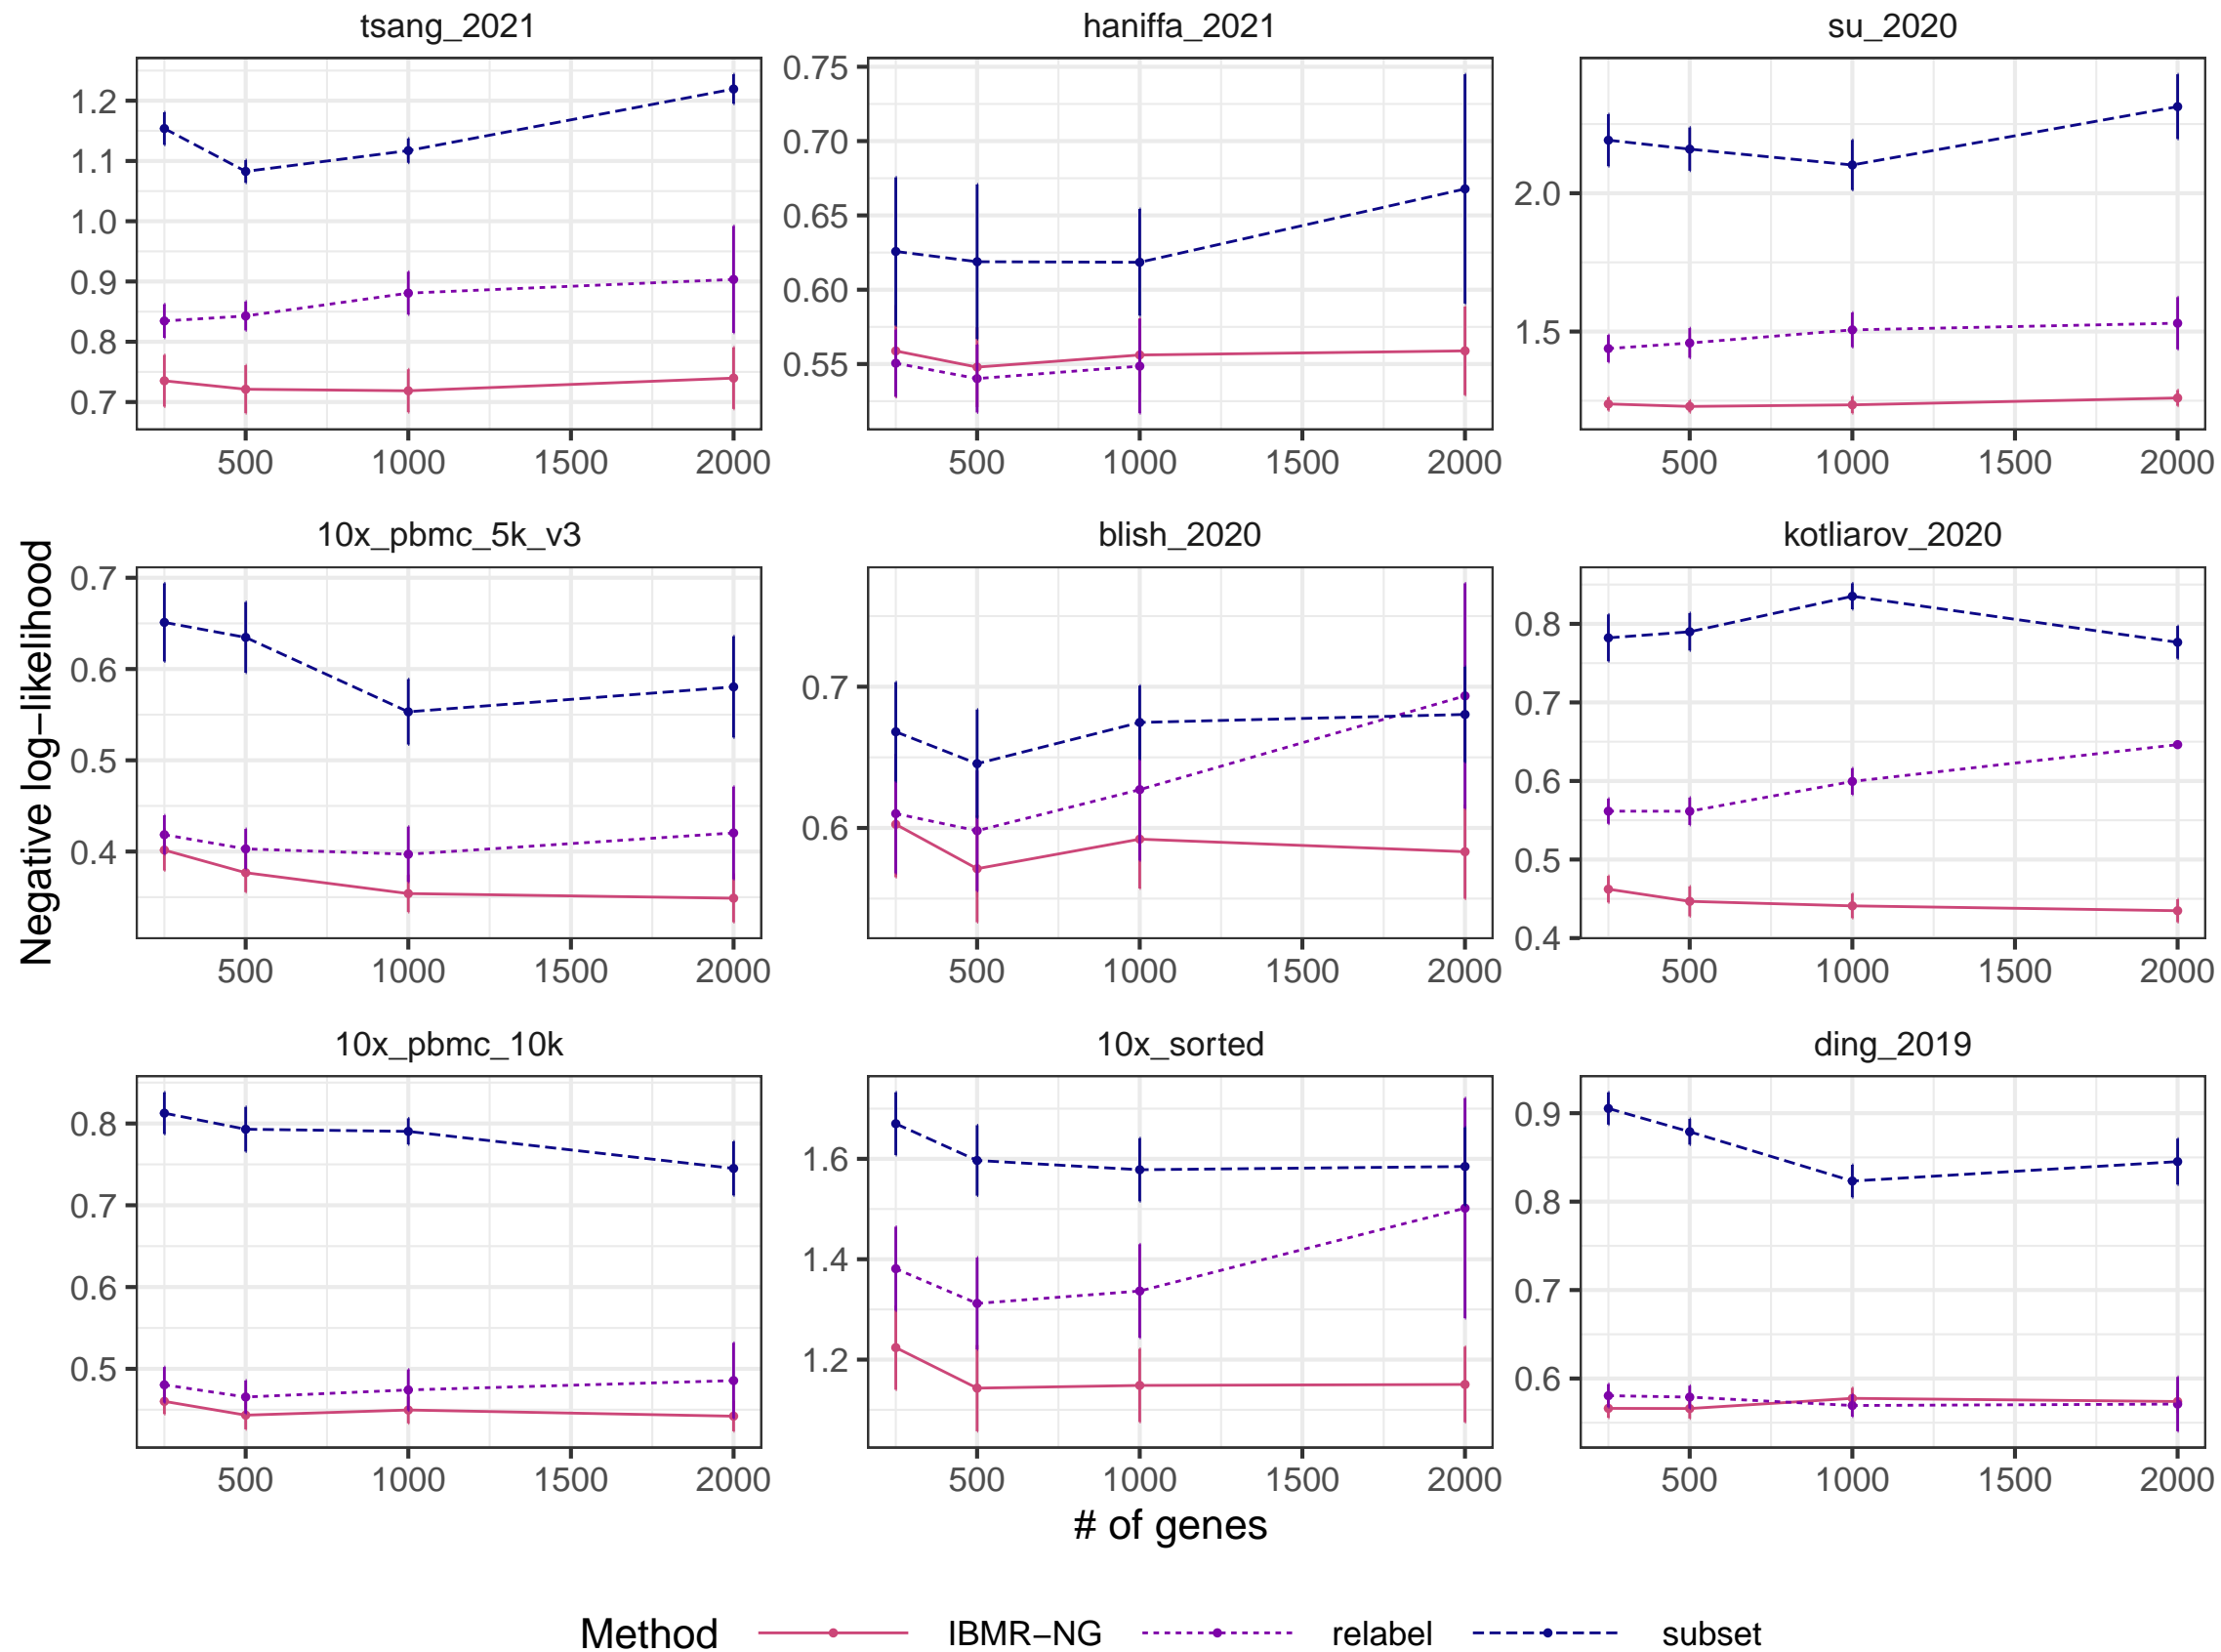 tsang_2021
haniffa_2021
su_2020
1.2
1.1
1.0
0.9
0.8
0.7
500 1000 1500 2000
0.75
0.70
0.65
0.60
0.55
500 1000 1500 2000
2.0
1.5
500 1000 1500 2000
Negative log−likelihood
10x_pbmc_5k_v3
blish_2020
kotliarov_2020
0.7
0.6
0.5
0.4
500 1000 1500 2000
0.7
0.6
500 1000 1500 2000
0.8
0.7
0.6
0.5
0.4
500 1000 1500 2000
10x_pbmc_10k
10x_sorted
ding_2019
0.8
0.7
0.6
0.5
500 1000 1500 2000
1.6
1.4
1.2
500 1000 1500 2000
0.9
0.8
0.7
0.6
500 1000 1500 2000
# of genes
Method IBMR−NG relabel subset